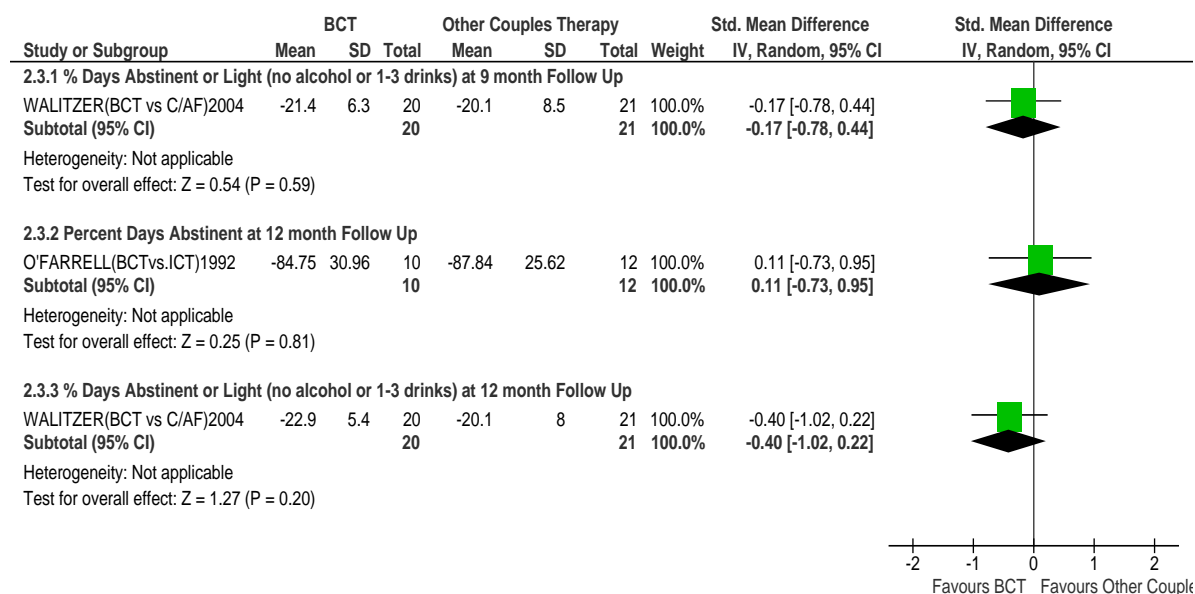 BCT Other Couples Therapy Std. Mean Difference Std. Mean Difference
Study or Subgroup Mean SD Total Mean SD Total Weight IV, Random, 95% CI IV, Random, 95% CI
2.3.1 % Days Abstinent or Light (no alcohol or 1-3 drinks) at 9 month Follow Up
WALITZER(BCT vs C/AF)2004 -21.4 6.3 20 -20.1 8.5 21 100.0% -0.17 [-0.78, 0.44]
Subtotal (95% CI) 20 21 100.0% -0.17 [-0.78, 0.44]
Heterogeneity: Not applicable
Test for overall effect: Z = 0.54 (P = 0.59)
2.3.2 Percent Days Abstinent at 12 month Follow Up
O'FARRELL(BCTvs.ICT)1992 -84.75 30.96 10 -87.84 25.62 12 100.0% 0.11 [-0.73, 0.95]
Subtotal (95% CI) 10 12 100.0% 0.11 [-0.73, 0.95]
Heterogeneity: Not applicable
Test for overall effect: Z = 0.25 (P = 0.81)
2.3.3 % Days Abstinent or Light (no alcohol or 1-3 drinks) at 12 month Follow Up
WALITZER(BCT vs C/AF)2004 -22.9 5.4 20 -20.1 8 21 100.0% -0.40 [-1.02, 0.22]
Subtotal (95% CI) 20 21 100.0% -0.40 [-1.02, 0.22]
Heterogeneity: Not applicable
Test for overall effect: Z = 1.27 (P = 0.20)
-2 -1 0 1 2
Favours BCT Favours Other Couple